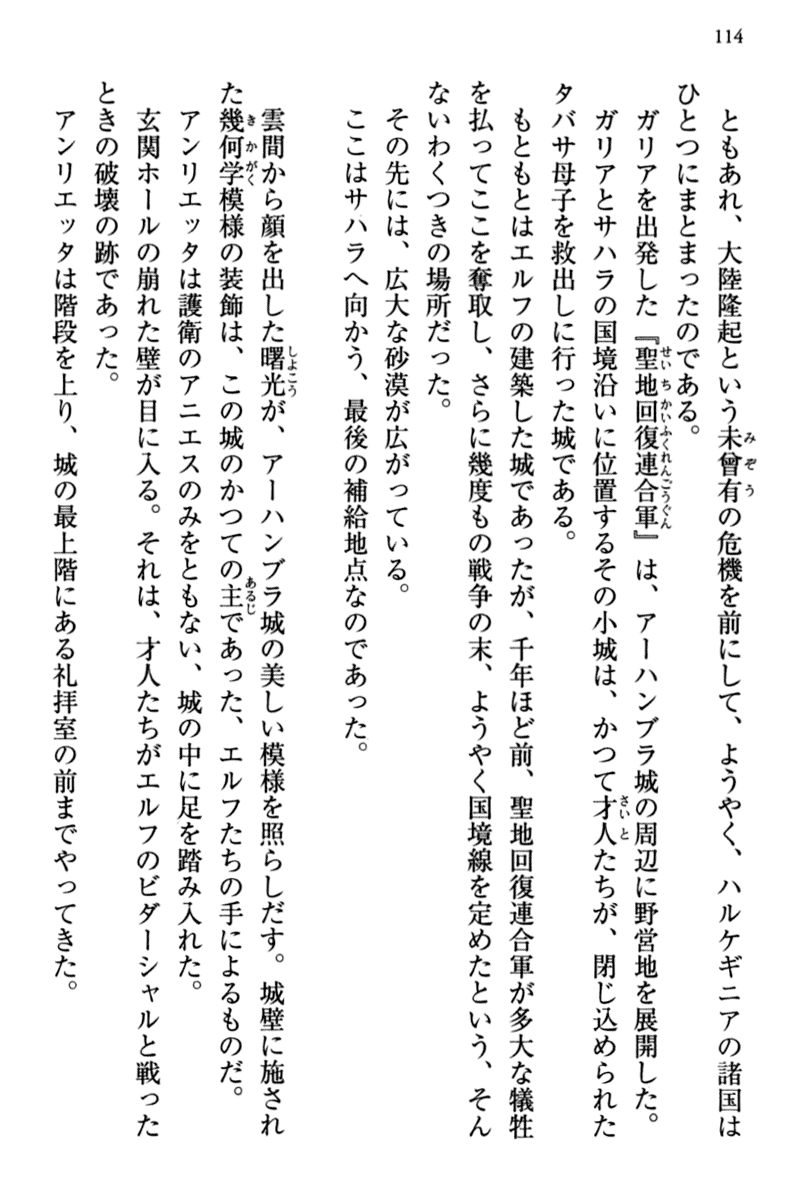 114
ともあれ、大陸隆起という未曾有の危機を前にして、ようやく、ハルケギニアの諸国は
ひとつにまとまったのである。
ガリアを出発した『聖地回復連合軍』は、アーハンブラ城の周辺に野営地を展開した。
ガリアとサハラの国境沿いに位置するその小城は、かつて才人たちが、閉じ込められた
タバサ母子を救出しに行った城である。
もともとはエルフの建築した城であったが、千年ほど前、聖地回復連合軍が多大な犠牲
を払ってここを奪取し、さらに幾度もの戦争の末、ようやく国境線を定めたという、そん
ないわくつきの場所だった。
その先には、広大な砂漠が広がっている。
ここはサハラへ向かう、最後の補給地点なのであった。
雲間から顔を出した曙光が、アーハンブラ城の美しい模様を照らしだす。城壁に施され
た幾何学模様の装飾は、この城のかつての主であった、エルフたちの手によるものだ。
アンリエッタは護衛のアニエスのみをともない、城の中に足を踏み入れた。
玄関ホールの崩れた壁が目に入る。それは、才人たちがエルフのビダーシャルと戦った
ときの破壊の跡であった。
アンリエッタは階段を上り、城の最上階にある礼拝室の前までやってきた。